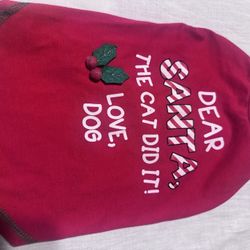 DEAR
SANTA,
THE CAT DID IT!
LOVE,
DOG